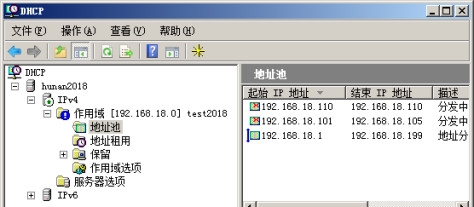 DHCP
文件(F) 操作(A) 查看(V) 帮助(H)
DHCP
hunan2018
IPv4
作用域 [192.168.18.0] test2018
地址池
地址租用
保留
作用域选项
服务器选项
IPv6
地址池
起始 IP 地址 结束 IP 地址 描述
192.168.18.110 192.168.18.110 分发中
192.168.18.101 192.168.18.105 分发中
192.168.18.1 192.168.18.199 地址分